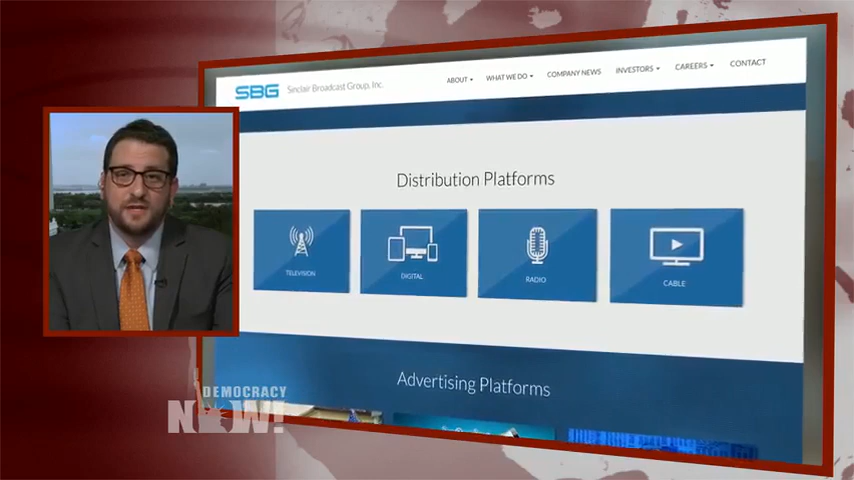 SBG Sinclair Broadcast Group, Inc.
ABOUT WHAT WE DO COMPANY NEWS INVESTORS CAREERS CONTACT
Distribution Platforms
TELEVISION DIGITAL RADIO CABLE
Advertising Platforms
DEMOCRACY
NOW!